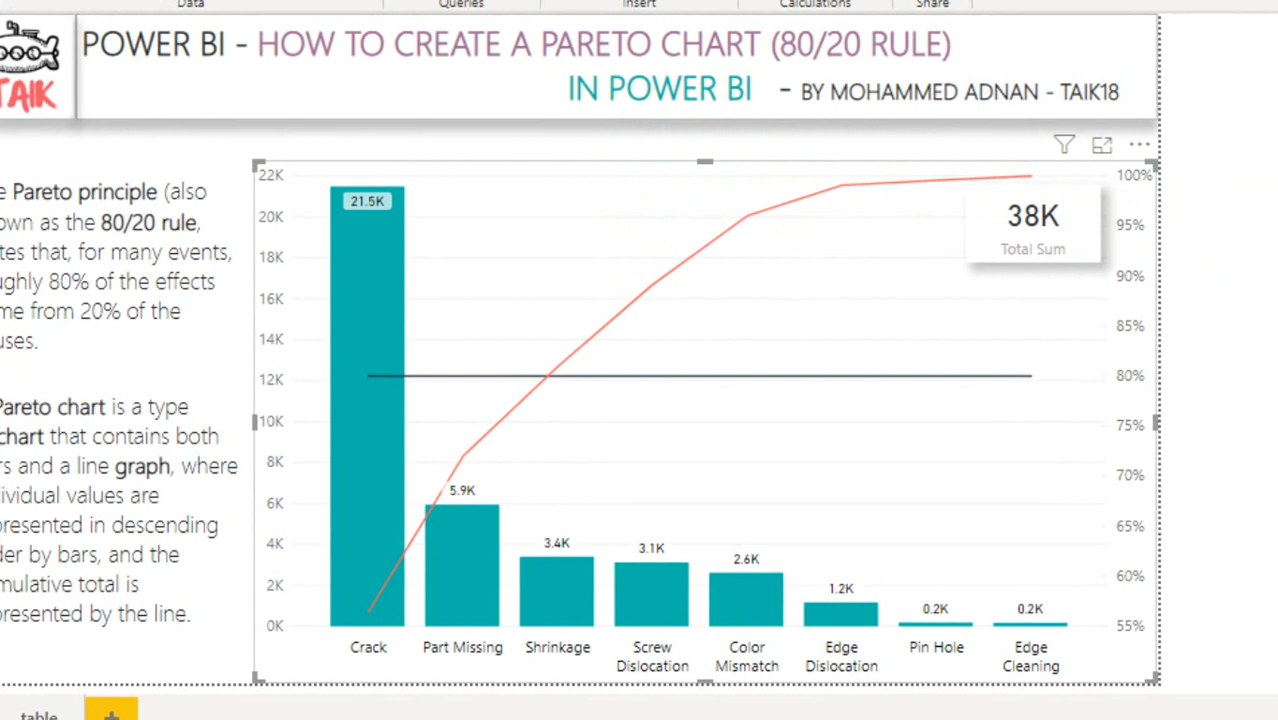 Data Queries Insert Calculations Share
TAIK
POWER BI - HOW TO CREATE A PARETO CHART (80/20 RULE)
IN POWER BI - BY MOHAMMED ADNAN - TAIK18
Pareto principle (also
own as the 80/20 rule,
tes that, for many events,
ghly 80% of the effects
me from 20% of the
uses.
Pareto chart is a type
chart that contains both
rs and a line graph, where
dividual values are
presented in descending
der by bars, and the
mulative total is
presented by the line.
22K
20K
18K
16K
14K
12K
10K
8K
6K
4K
2K
0K
21.5K
5.9K
3.4K
3.1K
2.6K
1.2K
0.2K
0.2K
38K
Total Sum
100%
95%
90%
85%
80%
75%
70%
65%
60%
55%
Crack
Part Missing
Shrinkage
Screw
Dislocation
Color
Mismatch
Edge
Dislocation
Pin Hole
Edge
Cleaning
table
+